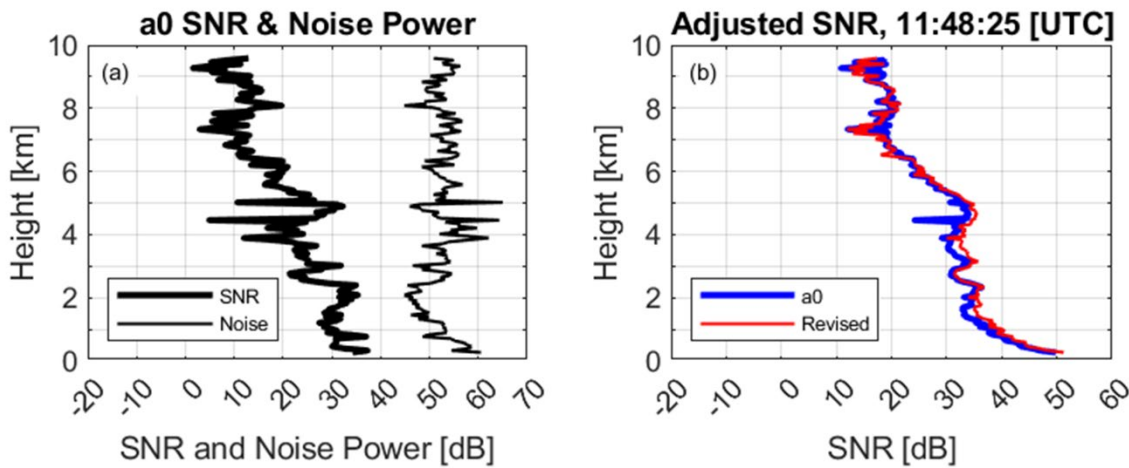 a0 SNR & Noise Power
(a)
Height [km]
10
8
6
4
2
0
SNR
Noise
-20 -10 0 10 20 30 40 50 60 70
SNR and Noise Power [dB]
Adjusted SNR, 11:48:25 [UTC]
(b)
Height [km]
10
8
6
4
2
0
a0
Revised
-20 -10 0 10 20 30 40 50 60
SNR [dB]